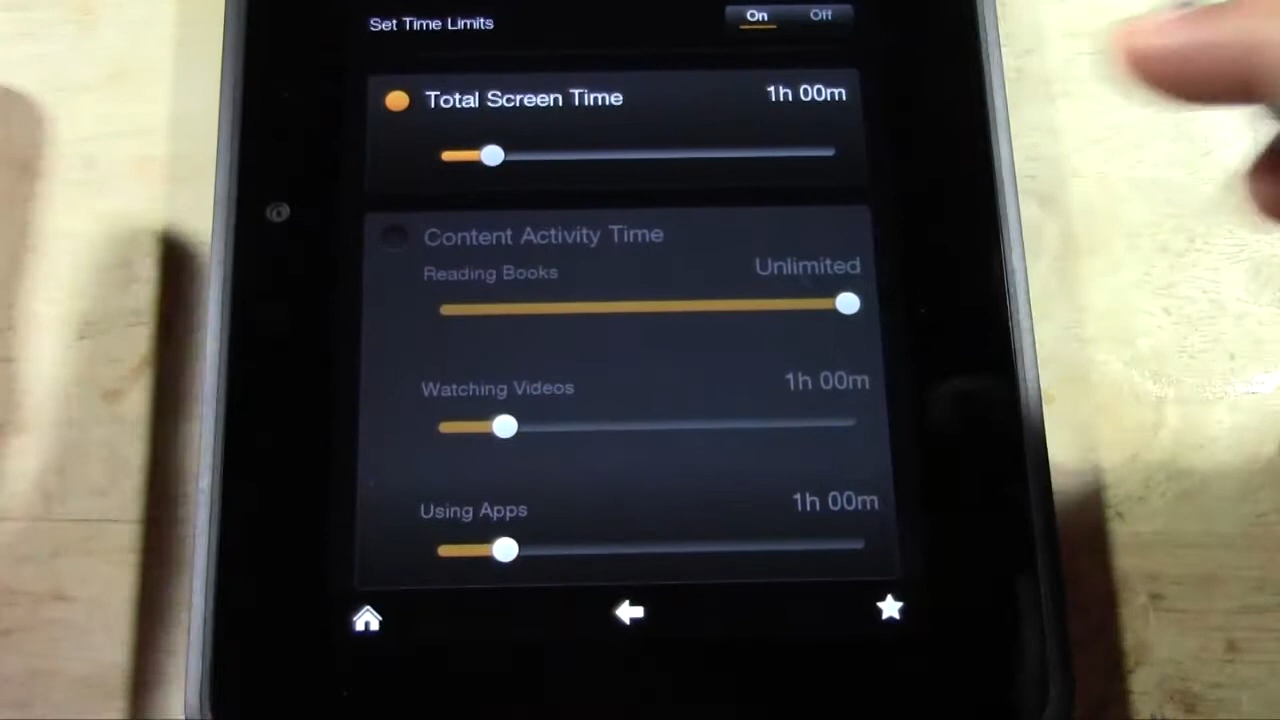 Set Time Limits On Off
Total Screen Time 1h 00m
Content Activity Time
Reading Books Unlimited
Watching Videos 1h 00m
Using Apps 1h 00m